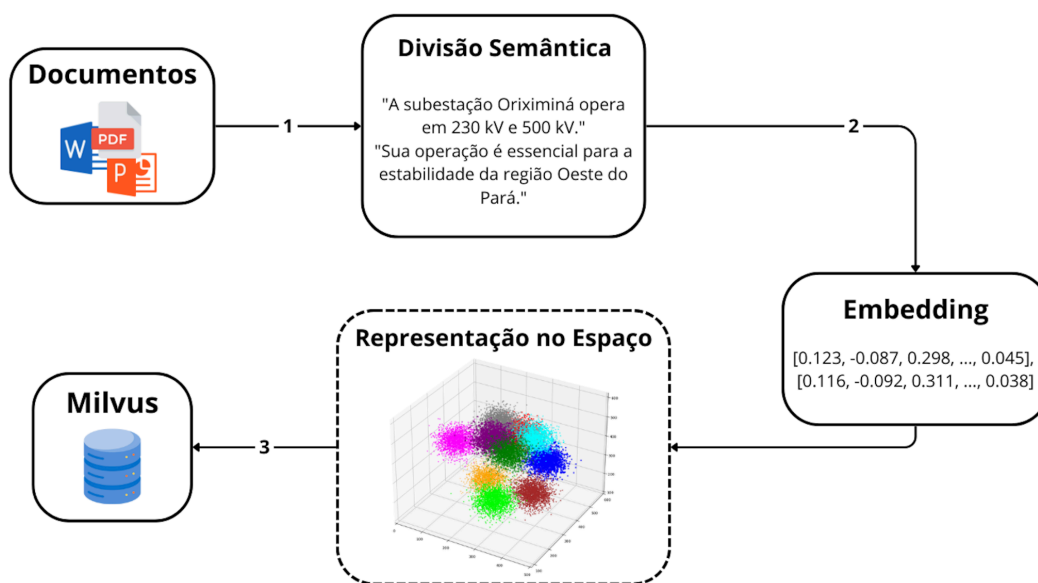 Documentos
W
PDF
P
1
Divisão Semântica
"A subestação Oriximiná opera
em 230 kV e 500 kV."
"Sua operação é essencial para a
estabilidade da região Oeste do
Pará."
2
Embedding
[0.123, -0.087, 0.298, ..., 0.045],
[0.116, -0.092, 0.311, ..., 0.038]
Representação no Espaço
3
Milvus